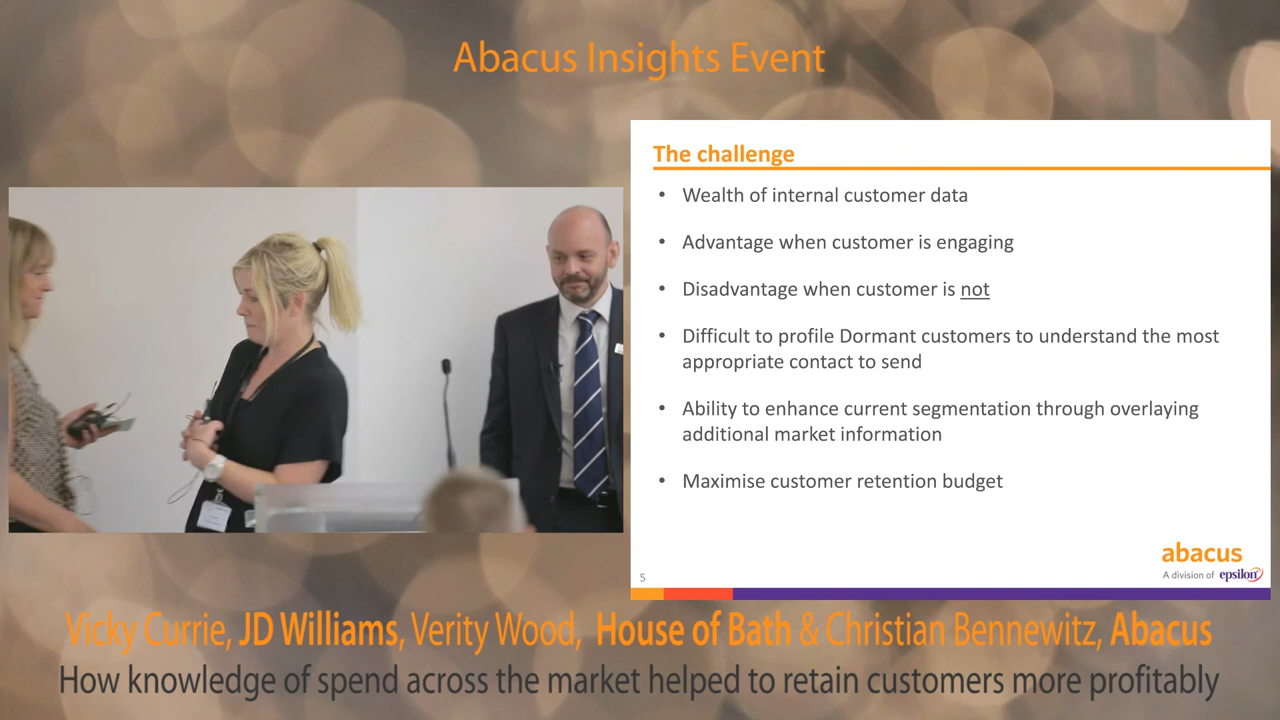 Abacus Insights Event
The challenge
• Wealth of internal customer data
• Advantage when customer is engaging
• Disadvantage when customer is not
• Difficult to profile Dormant customers to understand the most
appropriate contact to send
• Ability to enhance current segmentation through overlaying
additional market information
• Maximise customer retention budget
abacus
A division of epsilon
5
Vicky Currie, JD Williams, Verity Wood, House of Bath & Christian Bennewitz, Abacus
How knowledge of spend across the market helped to retain customers more profitably